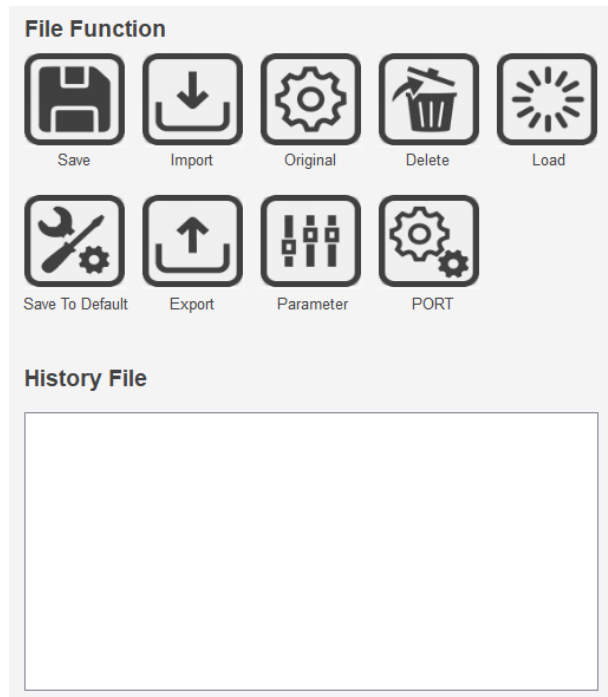 File Function
Save Import Original Delete Load
Save To Default Export Parameter PORT
History File